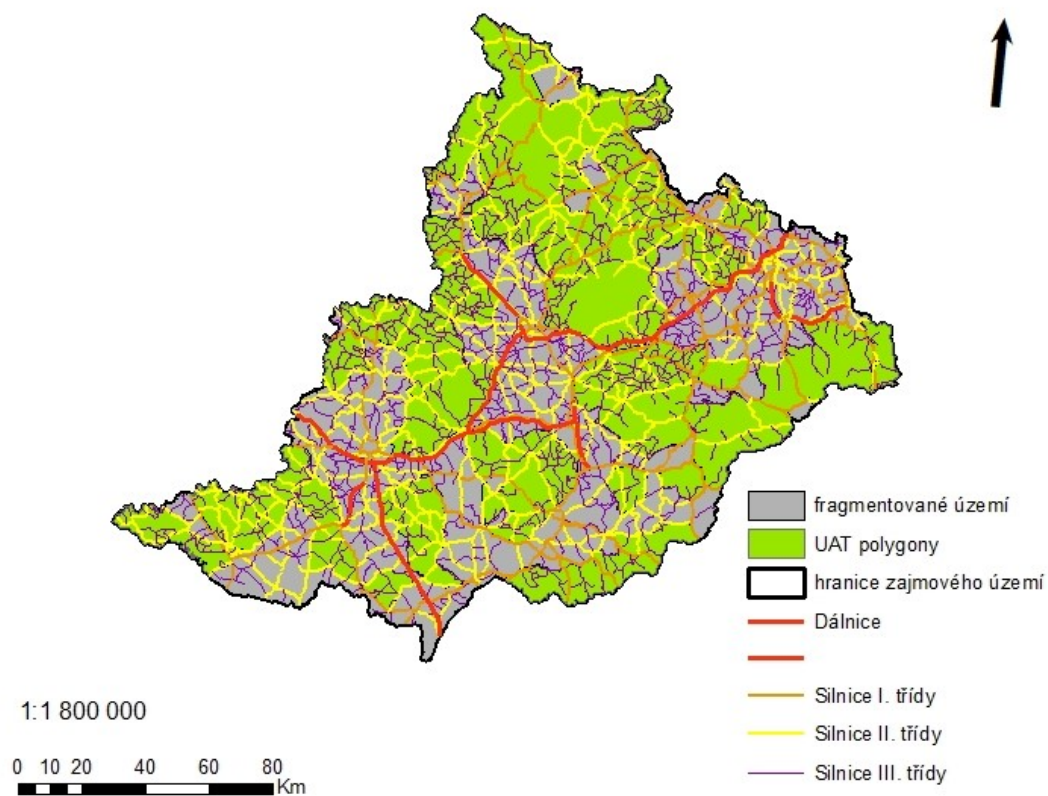 fragmentované území
UAT polygony
hranice zajmového území
Dálnice
Silnice I. třídy
Silnice II. třídy
Silnice III. třídy
1:1 800 000
0 10 20 40 60 80
Km